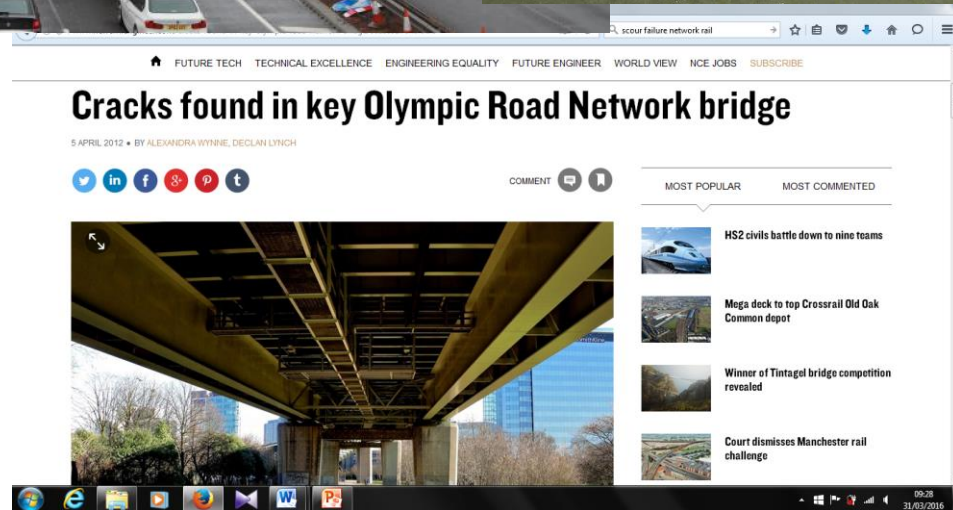 scour failure network rail
FUTURE TECH TECHNICAL EXCELLENCE ENGINEERING EQUALITY FUTURE ENGINEER WORLD VIEW NCE JOBS SUBSCRIBE
Cracks found in key Olympic Road Network bridge
5 APRIL 2012 • BY ALEXANDRA WYNNE, DECLAN LYNCH
COMMENT
MOST POPULAR MOST COMMENTED
HS2 civils battle down to nine teams
Mega deck to top Crossrail Old Oak
Common depot
Winner of Tintagel bridge competition
revealed
Court dismisses Manchester rail
challenge
09:28
31/03/2016